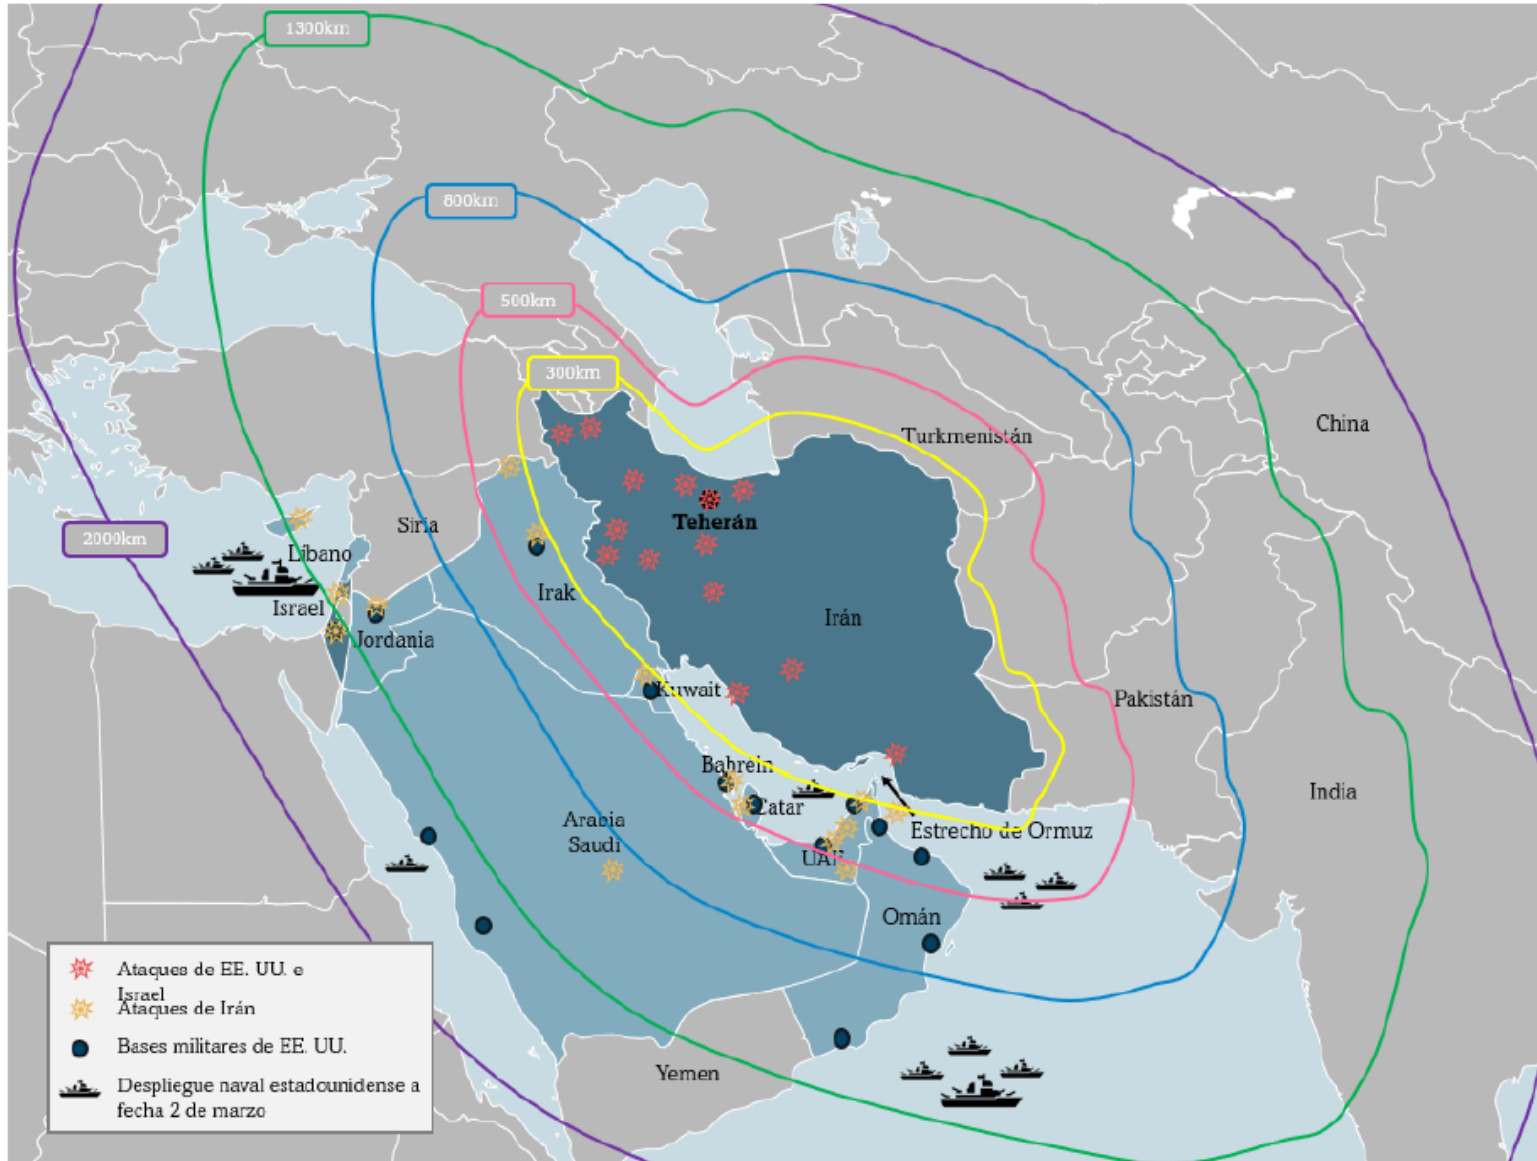 1300km
800km
500km
300km
China
Turkmenistán
Teherán
2000km
Siria
Líbano
Irak
Israel
Irán
Jordania
Kuwait
Pakistán
Bahrein
Catar
India
Arabia
Saudí
Estrecho de Ormuz
UAE
Omán
Ataques de EE. UU. e
Israel
Ataques de Irán
Bases militares de EE. UU.
Despliegue naval estadounidense a
fecha 2 de marzo
Yemen